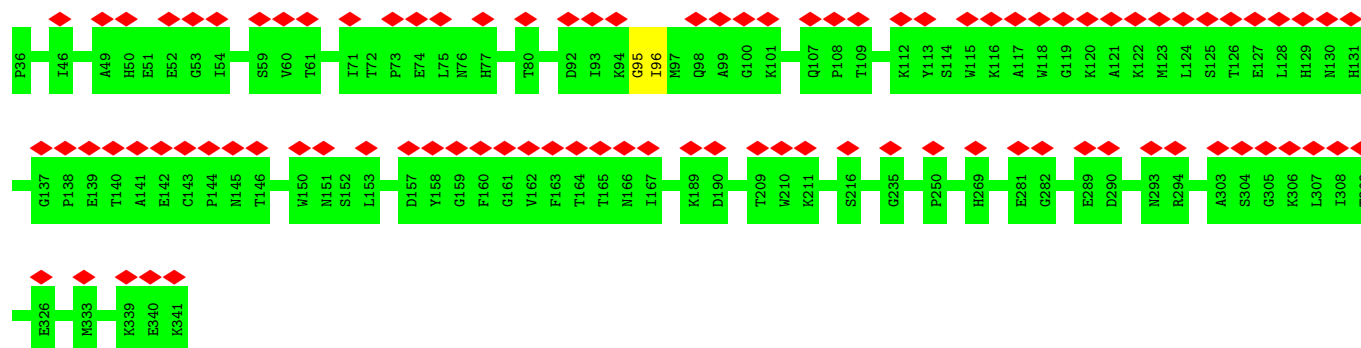 P36 I46 A49 H50 E51 E52 G53 I54 S59 V60 T61 I71 T72 P73 E74 L75 N76 H77 T80 D92 I93 K94 G95 I96 M97 Q98 A99 G100 K101 Q107 P108 T109 K112 Y113 S114 W115 K116 A117 W118 G119 K120 A121 K122 M123 L124 S125 T126 E127 L128 H129 N130 H131
G137 P138 E139 T140 A141 E142 C143 P144 N145 T146 W150 N151 S152 L153 D157 Y158 G159 F160 G161 V162 F163 T164 T165 N166 I167 K189 D190 T209 W210 K211 S216 G235 P250 H269 E281 G282 E289 D290 N293 R294 A303 S304 G305 K306 L307 I308
E326 M333 K339 E340 K341